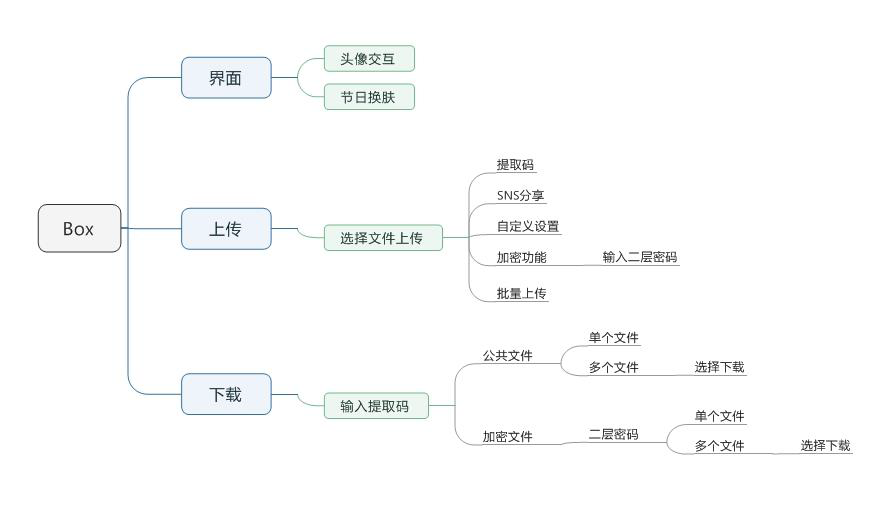 Box
界面
头像交互
节日换肤
上传
选择文件上传
提取码
SNS分享
自定义设置
加密功能
输入二层密码
批量上传
下载
输入提取码
公共文件
单个文件
多个文件
选择下载
加密文件
二层密码
单个文件
多个文件
选择下载